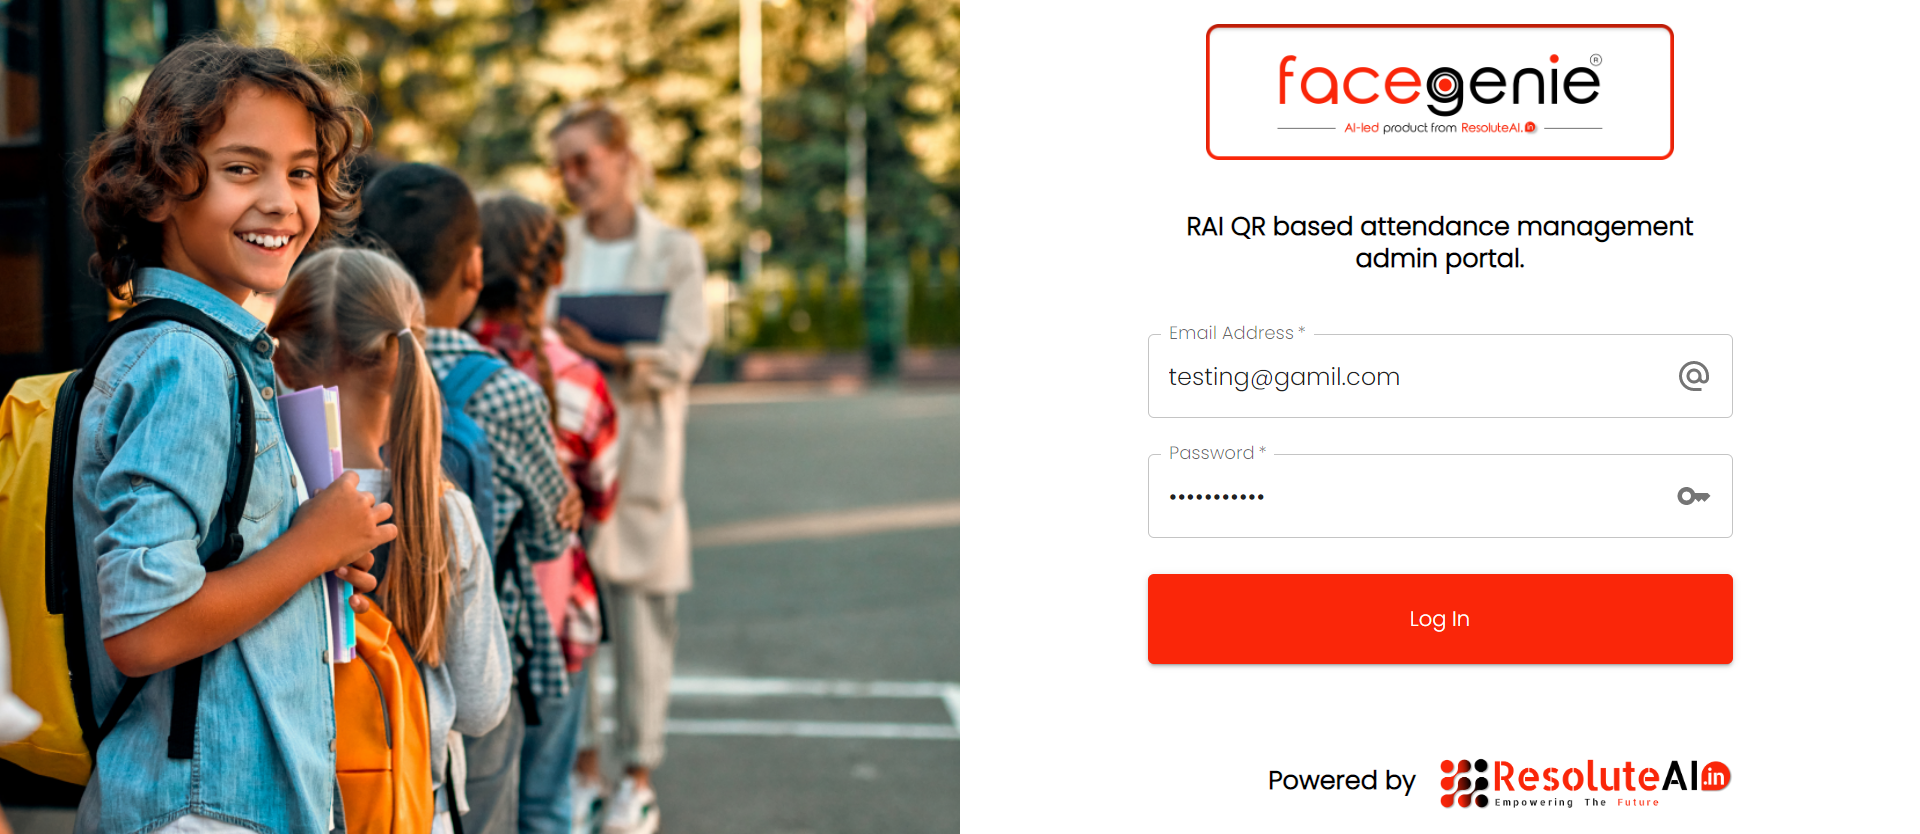 facegenie®
AI-led product from ResoluteAI.in
RAI QR based attendance management
admin portal.
Email Address *
testing@gamil.com
Password *
•••••••••••
Log In
Powered by ResoluteAI.in
Empowering The Future